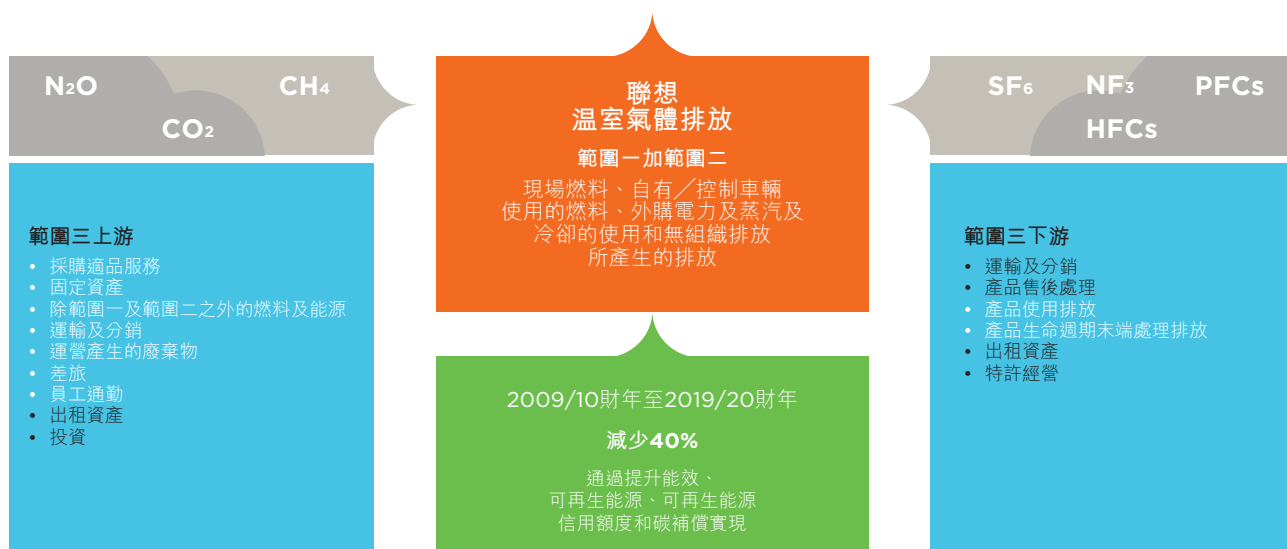 N2O
CH4
CO2
範圍三上游
• 採購適品服務
• 固定資產
• 除範圍一及範圍二之外的燃料及能源
• 運輸及分銷
• 運營產生的廢棄物
• 差旅
• 員工通勤
• 出租資產
• 投資
聯想
温室氣體排放
範圍一加範圍二
現場燃料、自有／控制車輛
使用的燃料、外購電力及蒸汽及
冷卻的使用和無組織排放
所產生的排放
2009/10財年至2019/20財年
減少40%
通過提升能效、
可再生能源、可再生能源
信用額度和碳補償實現
SF6
NF3
PFCs
HFCs
範圍三下游
• 運輸及分銷
• 產品售後處理
• 產品使用排放
• 產品生命週期末端處理排放
• 出租資產
• 特許經營